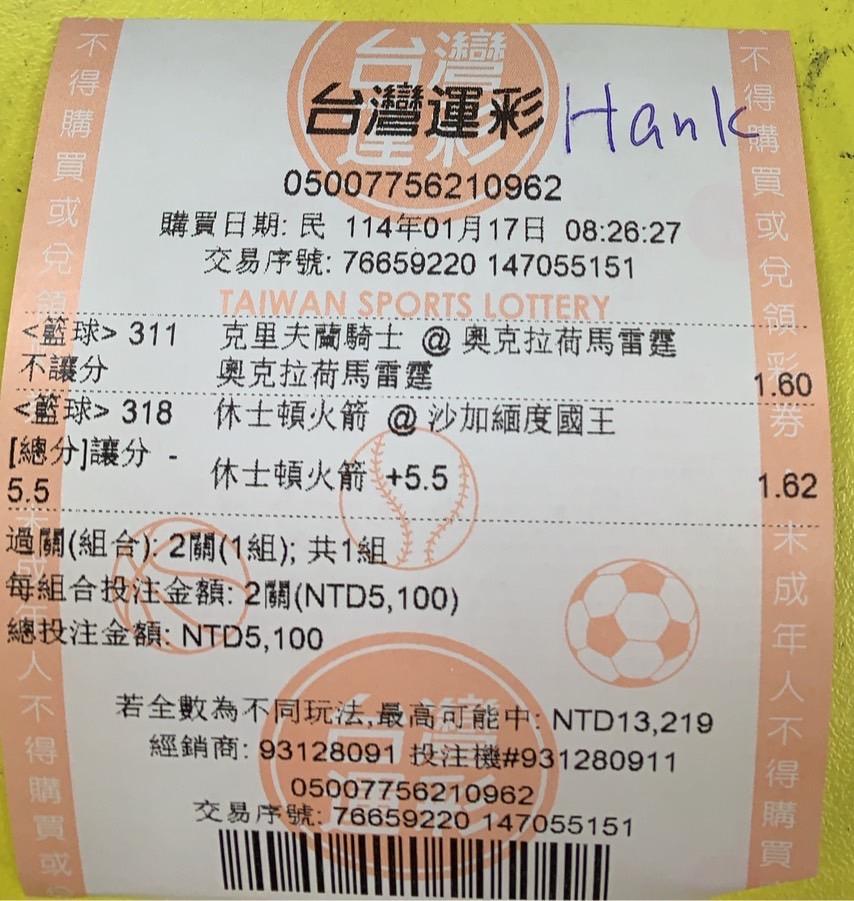 台灣運彩 Hank
05007756210962
購買日期: 民 114年01月17日 08:26:27
交易序號: 76659220 147055151
TAIWAN SPORTS LOTTERY
<籃球> 311 克里夫蘭騎士 @ 奧克拉荷馬雷霆
不讓分 奧克拉荷馬雷霆 1.60
<籃球> 318 休士頓火箭 @ 沙加緬度國王
[總分]讓分 -
5.5 休士頓火箭 +5.5 1.62
過關(組合): 2關(1組); 共1組
每組合投注金額: 2關(NTD5,100)
總投注金額: NTD5,100
若全數為不同玩法,最高可能中: NTD13,219
經銷商: 93128091 投注機#931280911
05007756210962
交易序號: 76659220 147055151
不得購買或兌領
未成年人不得購買或
不得購買或兌領彩券
未成年人不得購買
台灣運彩
台灣運彩